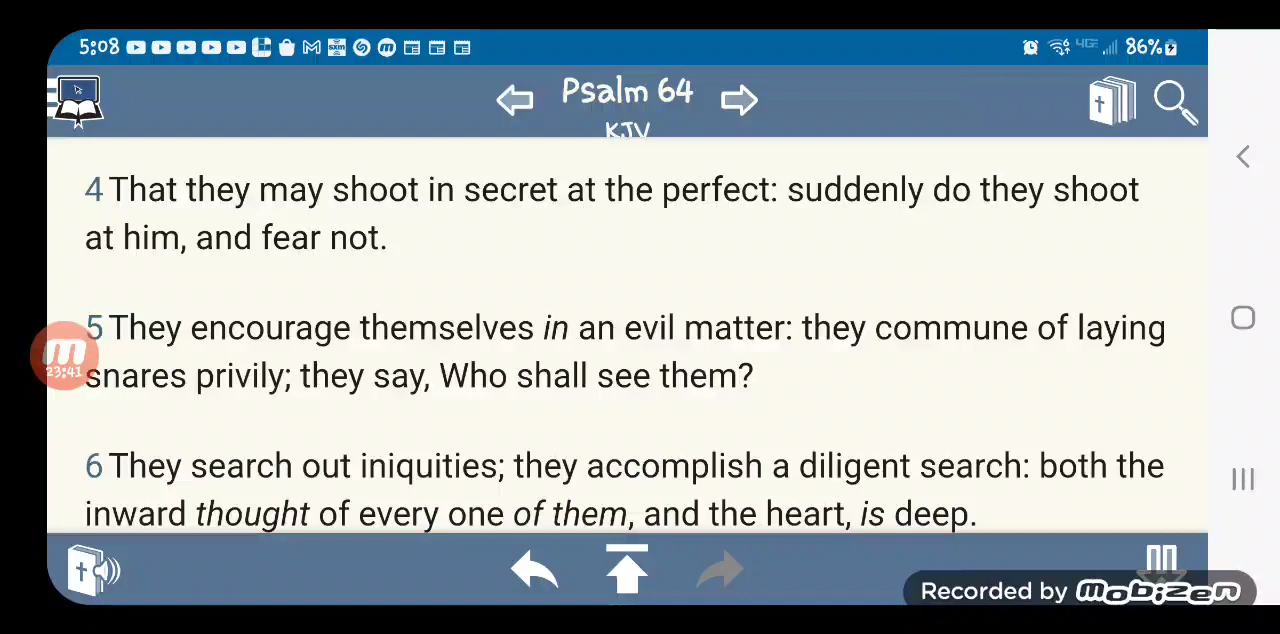 5:08 4GE 86%
Psalm 64
KJV
4 That they may shoot in secret at the perfect: suddenly do they shoot
at him, and fear not.
5 They encourage themselves in an evil matter: they commune of laying
snares privily; they say, Who shall see them?
23:41
6 They search out iniquities; they accomplish a diligent search: both the
inward thought of every one of them, and the heart, is deep.
Recorded by Mobizen